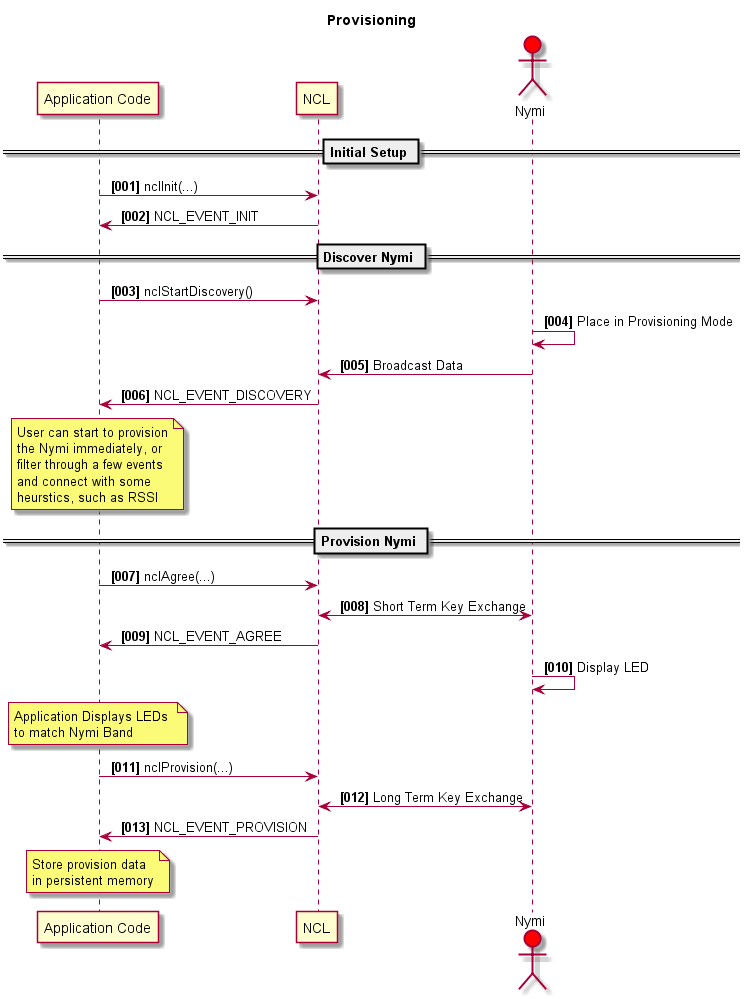 Provisioning
Nymi
Application Code
NCL
Initial Setup
[001] nclInit(...)
[002] NCL_EVENT_INIT
Discover Nymi
[003] nclStartDiscovery()
[004] Place in Provisioning Mode
[005] Broadcast Data
[006] NCL_EVENT_DISCOVERY
User can start to provision
the Nymi immediately, or
filter through a few events
and connect with some
heurstics, such as RSSI
Provision Nymi
[007] nclAgree(...)
[008] Short Term Key Exchange
[009] NCL_EVENT_AGREE
[010] Display LED
Application Displays LEDs
to match Nymi Band
[011] nclProvision(...)
[012] Long Term Key Exchange
[013] NCL_EVENT_PROVISION
Store provision data
in persistent memory
Application Code
NCL
Nymi